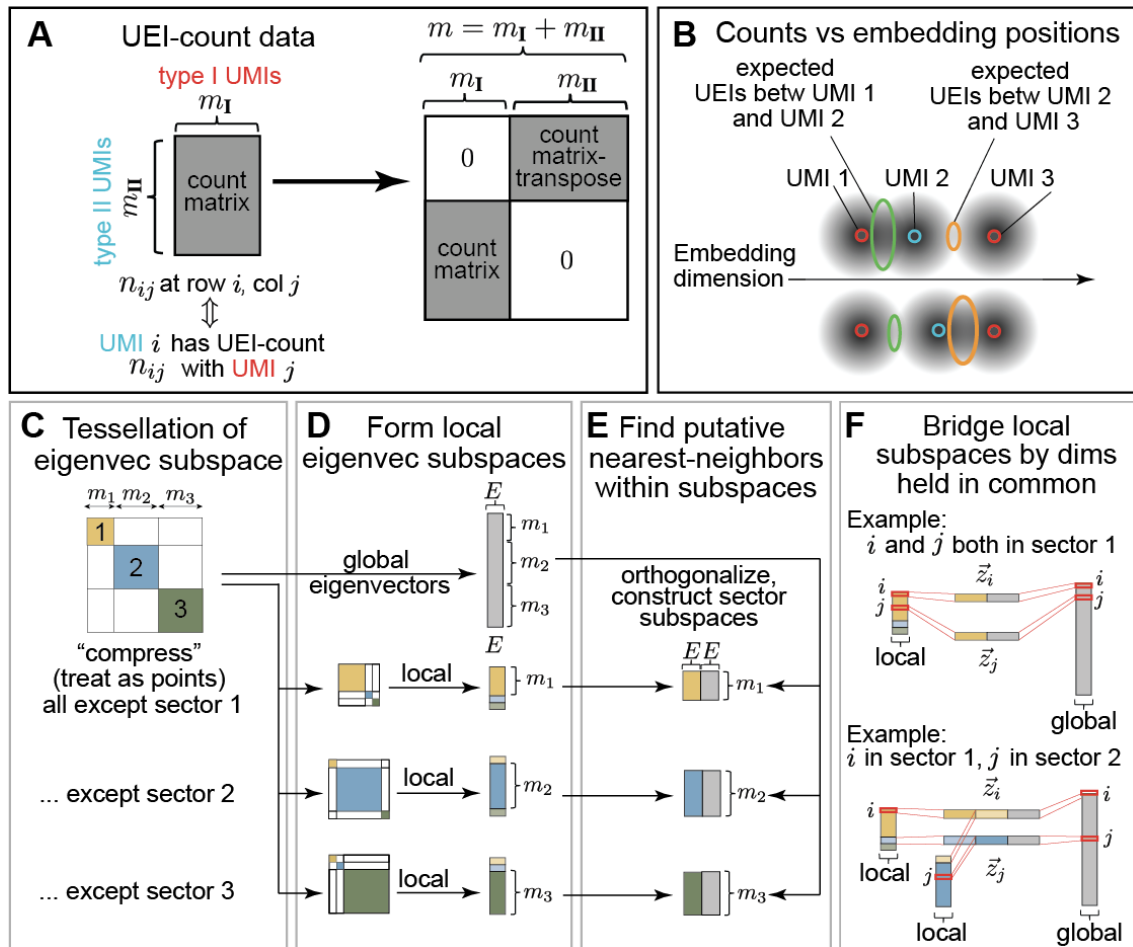 A
UEI-count data
type I UMIs
m_I
type II UMIs
m_II
count
matrix
n_ij at row i, col j
⇕
UMI i has UEI-count
n_ij with UMI j
m = m_I + m_II
m_I
m_II
0
count
matrix-
transpose
count
matrix
0
B
Counts vs embedding positions
expected
UEIs betw UMI 1
and UMI 2
expected
UEIs betw UMI 2
and UMI 3
UMI 1
UMI 2
UMI 3
Embedding
dimension
C
Tessellation of
eigenvec subspace
m_1 m_2 m_3
1
2
3
“compress”
(treat as points)
all except sector 1
... except sector 2
... except sector 3
D
Form local
eigenvec subspaces
E
m_1
m_2
m_3
global
eigenvectors
E
local
m_1
local
m_2
local
m_3
E
Find putative
nearest-neighbors
within subspaces
orthogonalize,
construct sector
subspaces
E E
m_1
m_2
m_3
F
Bridge local
subspaces by dims
held in common
Example:
i and j both in sector 1
i
j
z⃗_i
z⃗_j
i
j
local
global
Example:
i in sector 1, j in sector 2
z⃗_i
i
i
j
z⃗_j
j
local
local
global